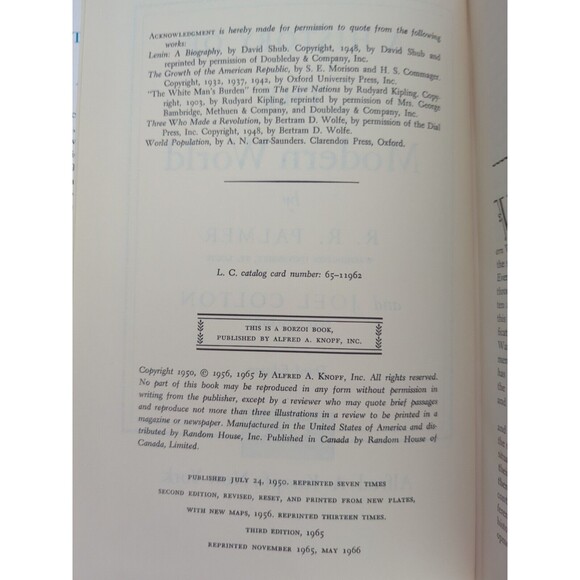 ACKNOWLEDGMENT is hereby made for permission to quote from the following
works:
Lenin: A Biography, by David Shub. Copyright, 1948, by David Shub and
reprinted by permission of Doubleday & Company, Inc.
The Growth of the American Republic, by S. E. Morison and H. S. Commager.
Copyright, 1932, 1937, 1942, by Oxford University Press, Inc.
"The White Man's Burden" from The Five Nations by Rudyard Kipling, Copy-
right, 1903, by Rudyard Kipling, reprinted by permission of Mrs. George
Bambridge, Methuen & Company, and Doubleday & Company, Inc.
Three Who Made a Revolution, by Bertram D. Wolfe, by permission of the Dial
Press, Inc. Copyright, 1948, by Bertram D. Wolfe.
World Population, by A. N. Carr-Saunders. Clarendon Press, Oxford.
Modern World
by
R. R. PALMER
and JOEL COLTON
L. C. catalog card number: 65-11962
THIS IS A BORZOI BOOK,
PUBLISHED BY ALFRED A. KNOPF, INC.
Copyright 1950, © 1956, 1965 by ALFRED A. KNOPF, INC. All rights reserved.
No part of this book may be reproduced in any form without permission in
writing from the publisher, except by a reviewer who may quote brief passages
and reproduce not more than three illustrations in a review to be printed in a
magazine or newspaper. Manufactured in the United States of America and dis-
tributed by Random House, Inc. Published in Canada by Random House of
Canada, Limited.
PUBLISHED JULY 24, 1950. REPRINTED SEVEN TIMES
SECOND EDITION, REVISED, RESET, AND PRINTED FROM NEW PLATES,
WITH NEW MAPS, 1956. REPRINTED THIRTEEN TIMES.
THIRD EDITION, 1965
REPRINTED NOVEMBER 1965, MAY 1966